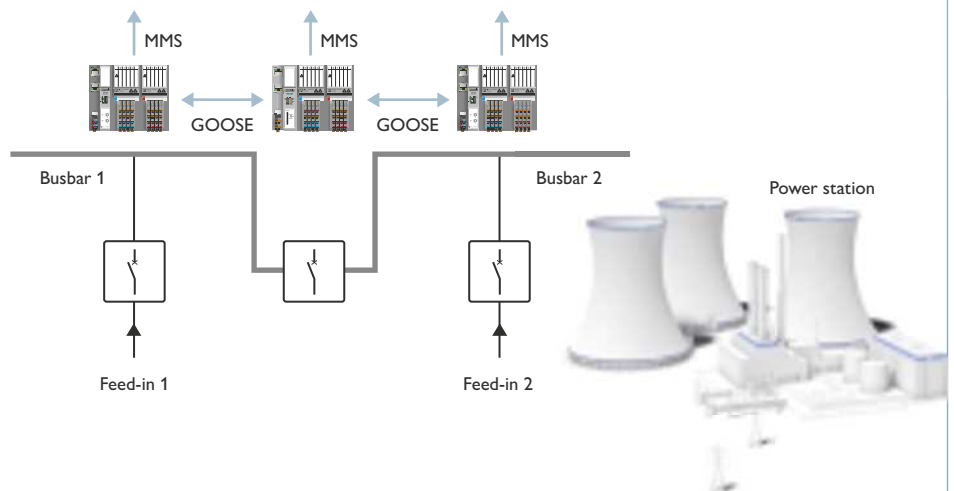 MMS
MMS
MMS
GOOSE
GOOSE
Busbar 1
Busbar 2
Power station
Feed-in 1
Feed-in 2